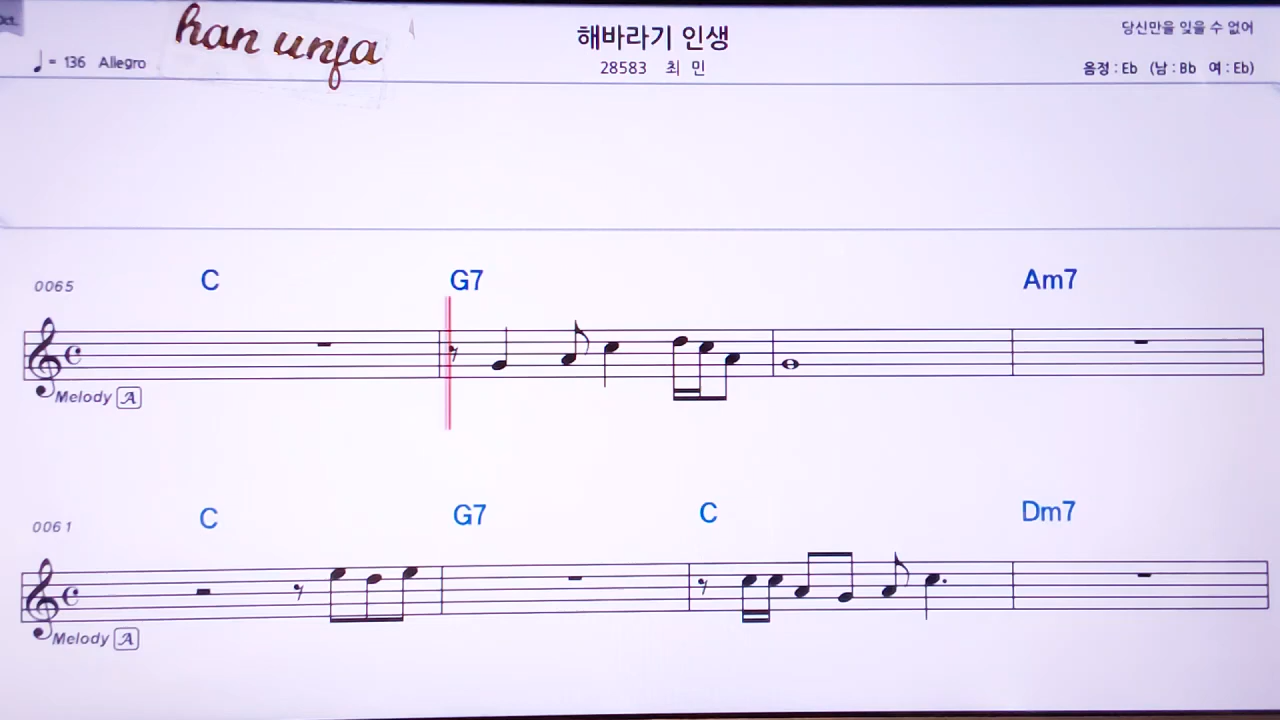 han unja
해바라기 인생
당신만을 잊을 수 없어
♩ = 136 Allegro
28583 최 민
음정 : Eb (남 : Bb 여 : Eb)
0065 C G7 Am7
Melody A
0061 C G7 C Dm7
Melody A